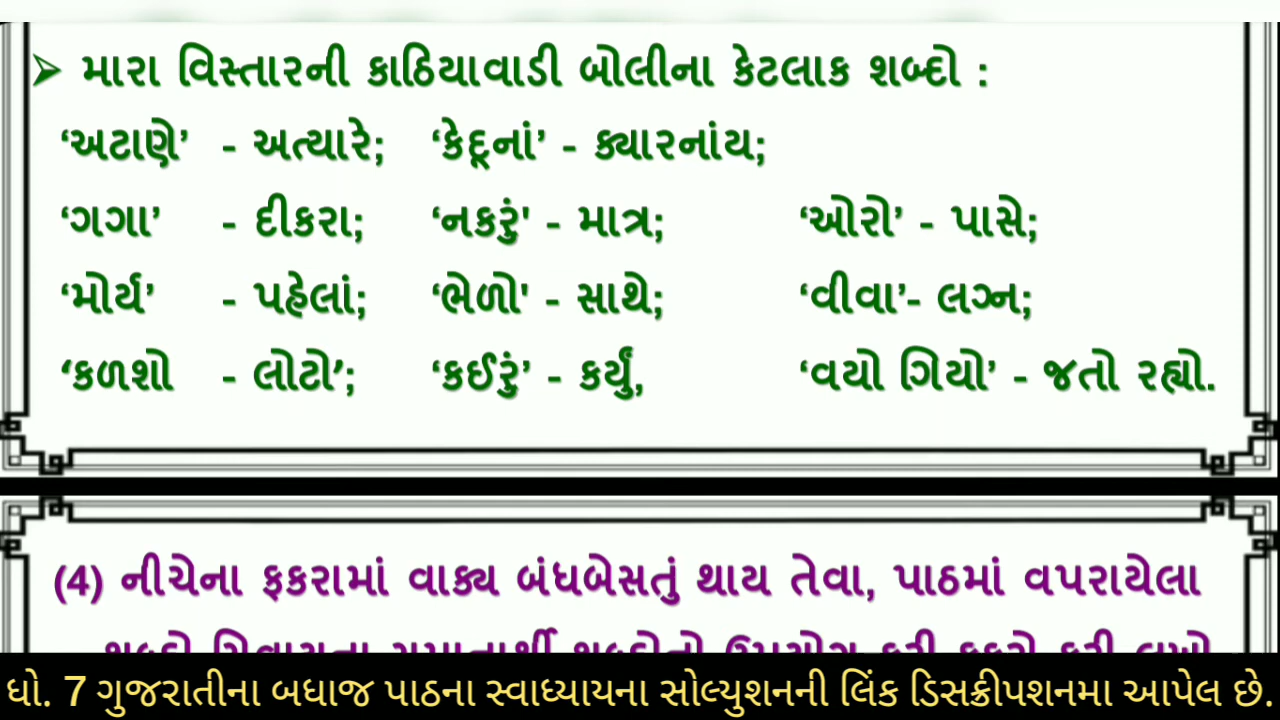 ➢ મારા વિસ્તારની કાઠિયાવાડી બોલીના કેટલાક શબ્દો :
‘અટાણે’ - અત્યારે; ‘કેદૂનાં’ - ક્યારનાંય;
‘ગગા’ - દીકરા; ‘નકરું' - માત્ર; ‘ઓરો’ - પાસે;
‘મોર્ય’ - પહેલાં; ‘ભેળો' - સાથે; ‘વીવા’- લગ્ન;
‘કળશો - લોટો’; ‘કઈરું’ - કર્યું, ‘વયો ગિયો’ - જતો રહ્યો.
(4) નીચેના ફકરામાં વાક્ય બંધબેસતું થાય તેવા, પાઠમાં વપરાયેલા
ધો. 7 ગુજરાતીના બધાજ પાઠના સ્વાધ્યાયના સોલ્યુશનની લિંક ડિસક્રીપશનમા આપેલ છે.